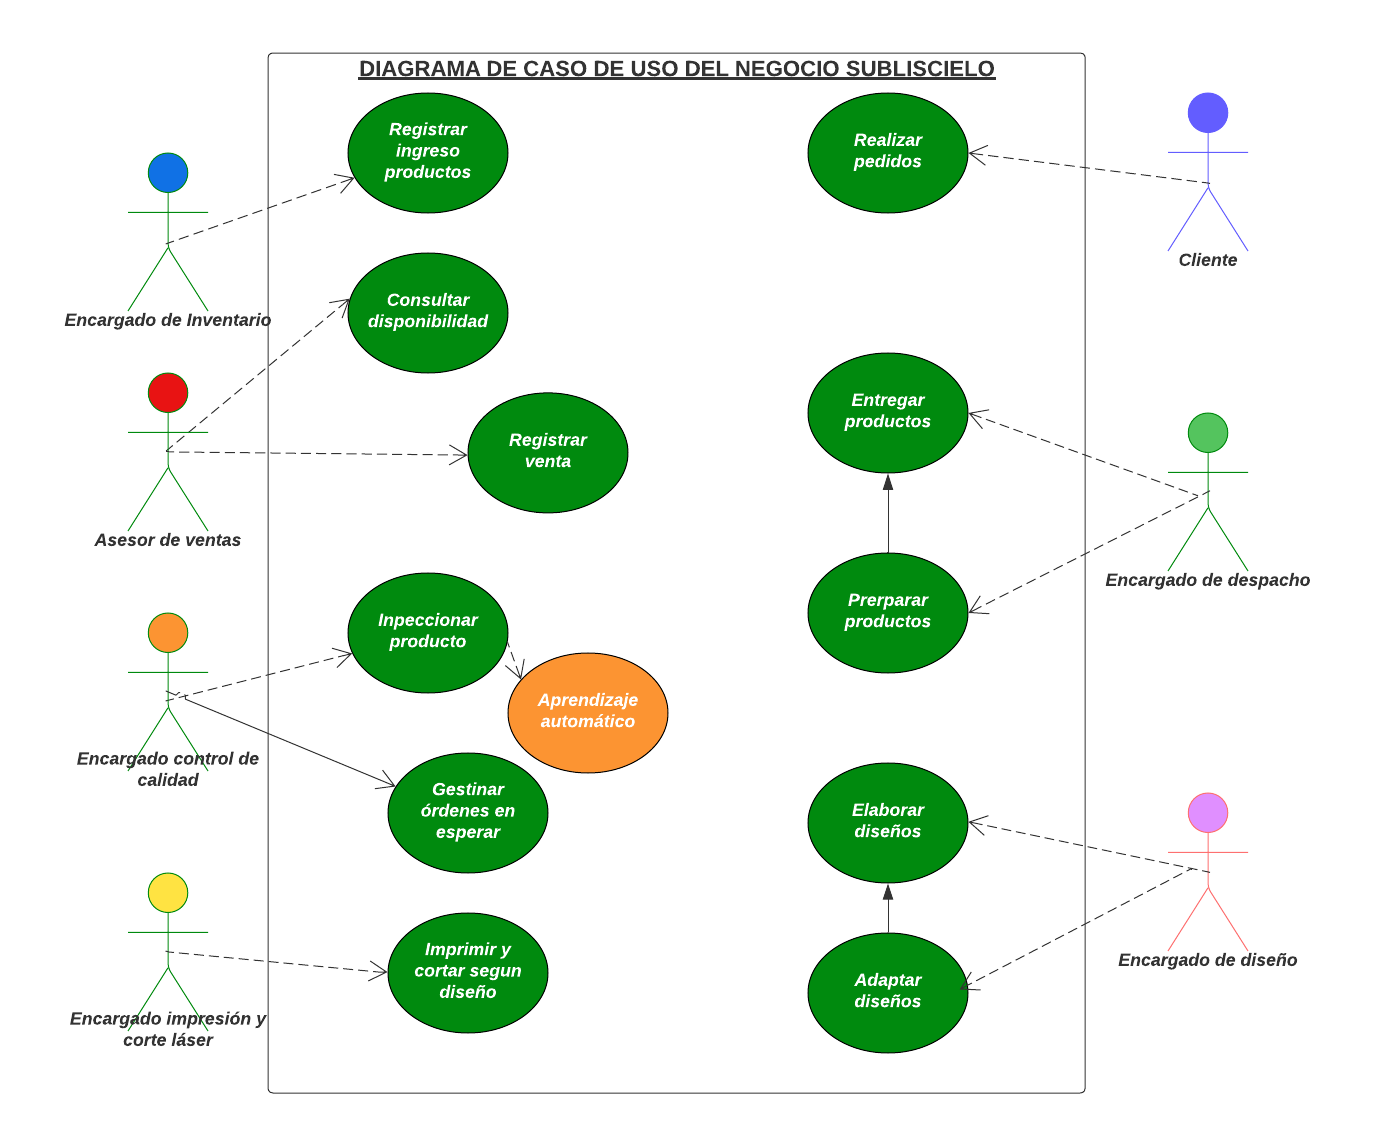 DIAGRAMA DE CASO DE USO DEL NEGOCIO SUBLISCIELO
Registrar
ingreso
productos
Realizar
pedidos
Cliente
Encargado de Inventario
Consultar
disponibilidad
Entregar
productos
Registrar
venta
Asesor de ventas
Encargado de despacho
Inpeccionar
producto
Prerparar
productos
Aprendizaje
automático
Encargado control de
calidad
Gestinar
órdenes en
esperar
Elaborar
diseños
Imprimir y
cortar segun
diseño
Encargado de diseño
Adaptar
diseños
Encargado impresión y
corte láser